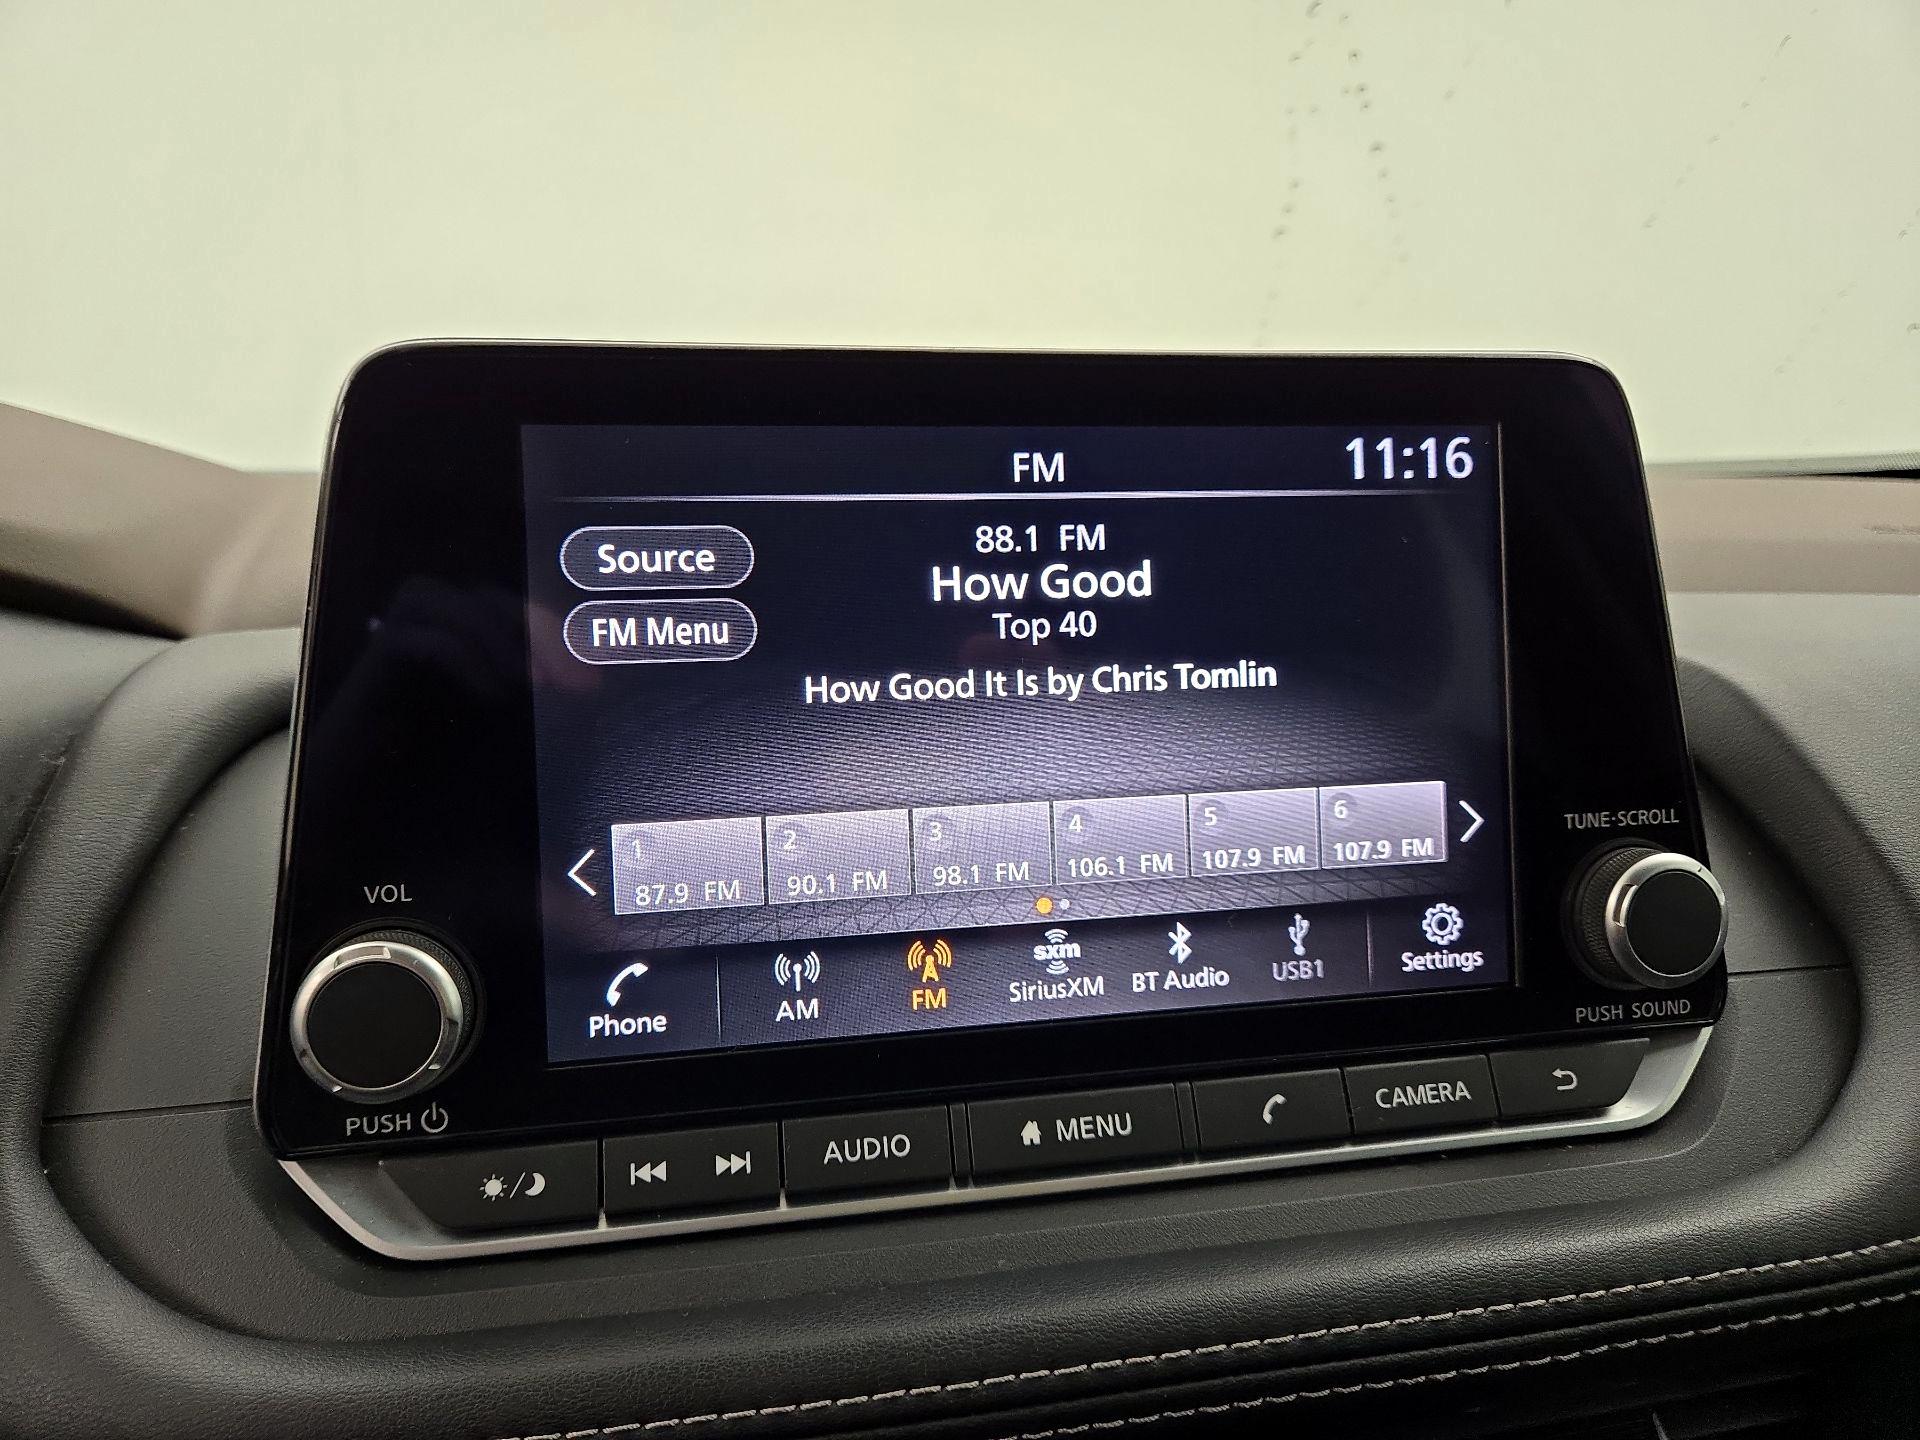 FM
11:16
Source
88.1 FM
How Good
FM Menu
Top 40
How Good It Is by Chris Tomlin
1
87.9 FM
2
90.1 FM
3
98.1 FM
4
106.1 FM
5
107.9 FM
6
107.9 FM
Phone
AM
FM
sxm
SiriusXM
BT Audio
USB1
Settings
VOL
PUSH
TUNE·SCROLL
PUSH SOUND
AUDIO
MENU
CAMERA